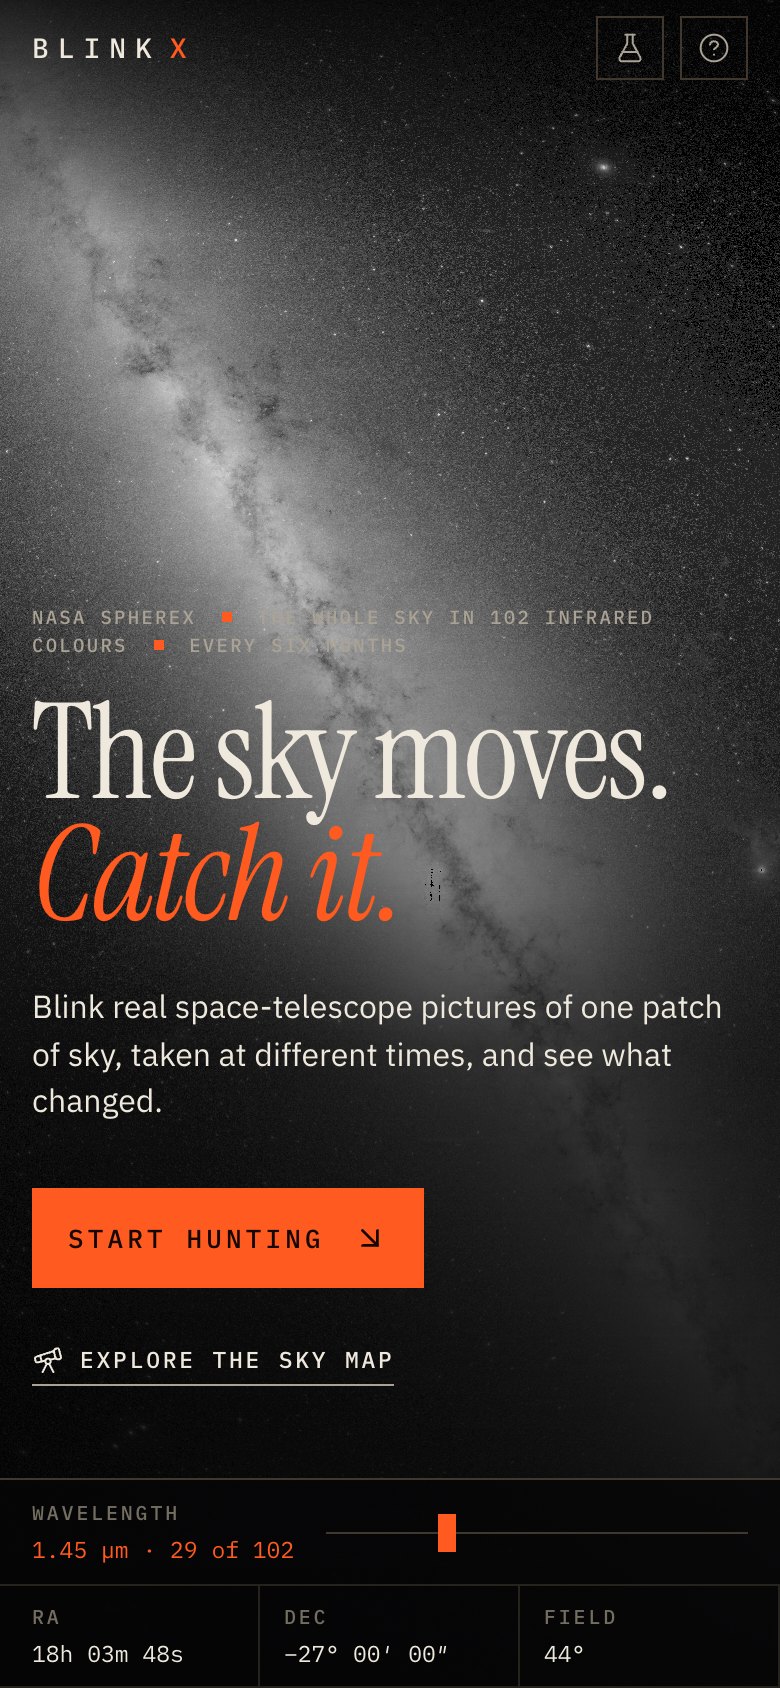 BLINK X
NASA SPHEREX ■ THE WHOLE SKY IN 102 INFRARED
COLOURS ■ EVERY SIX MONTHS
The sky moves.
Catch it.
Blink real space-telescope pictures of one patch
of sky, taken at different times, and see what
changed.
START HUNTING
EXPLORE THE SKY MAP
WAVELENGTH
1.45 µm · 29 of 102
RA
18h 03m 48s
DEC
−27° 00′ 00″
FIELD
44°